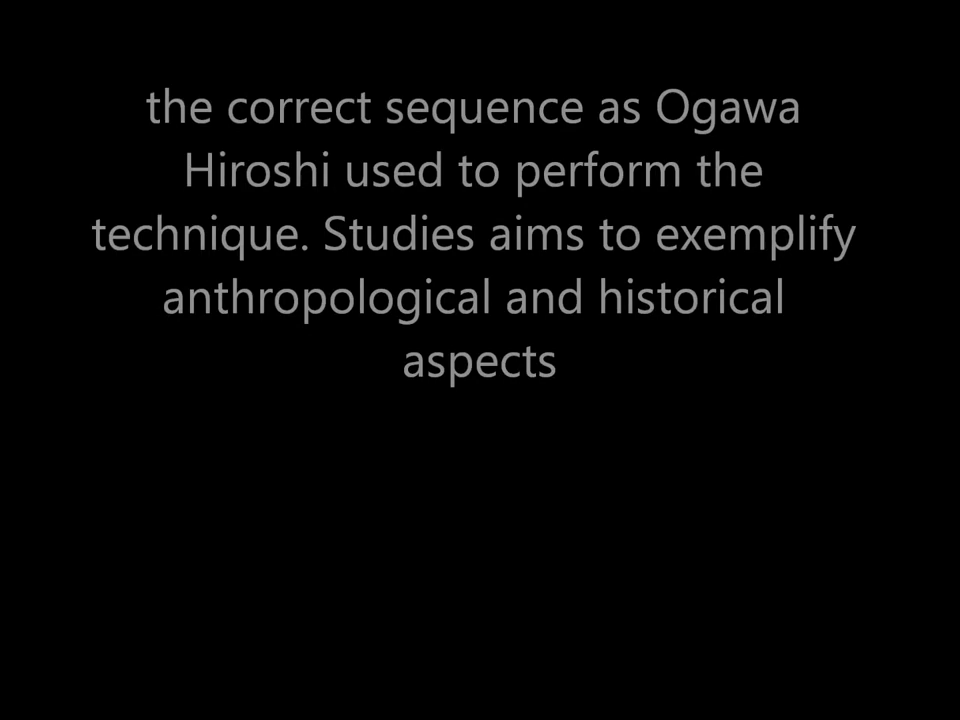 the correct sequence as Ogawa
Hiroshi used to perform the
technique. Studies aims to exemplify
anthropological and historical
aspects